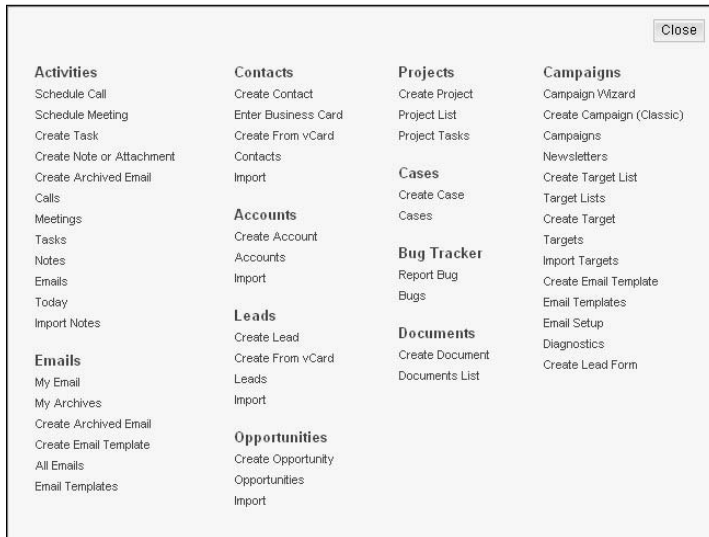 Close
Activities
Schedule Call
Schedule Meeting
Create Task
Create Note or Attachment
Create Archived Email
Calls
Meetings
Tasks
Notes
Emails
Today
Import Notes
Emails
My Email
My Archives
Create Archived Email
Create Email Template
All Emails
Email Templates
Contacts
Create Contact
Enter Business Card
Create From vCard
Contacts
Import
Accounts
Create Account
Accounts
Import
Leads
Create Lead
Create From vCard
Leads
Import
Opportunities
Create Opportunity
Opportunities
Import
Projects
Create Project
Project List
Project Tasks
Cases
Create Case
Cases
Bug Tracker
Report Bug
Bugs
Documents
Create Document
Documents List
Campaigns
Campaign Wizard
Create Campaign (Classic)
Campaigns
Newsletters
Create Target List
Target Lists
Create Target
Targets
Import Targets
Create Email Template
Email Templates
Email Setup
Diagnostics
Create Lead Form